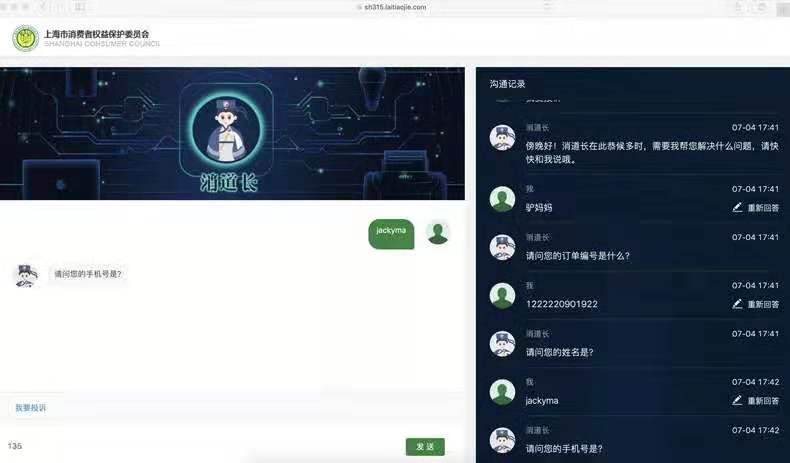 sh315.laitiaojie.com
上海市消费者权益保护委员会
SHANGHAI CONSUMER COUNCIL
消道长
jackyma
请问您的手机号是?
我要投诉
135
发 送
沟通记录
消道长
07-04 17:41
傍晚好！消道长在此恭候多时，需要我帮您解决什么问题，请快
快和我说哦。
我
07-04 17:41
驴妈妈
重新回答
消道长
07-04 17:41
请问您的订单编号是什么?
我
07-04 17:41
1222220901922
重新回答
消道长
07-04 17:41
请问您的姓名是?
我
07-04 17:42
jackyma
重新回答
消道长
07-04 17:42
请问您的手机号是?